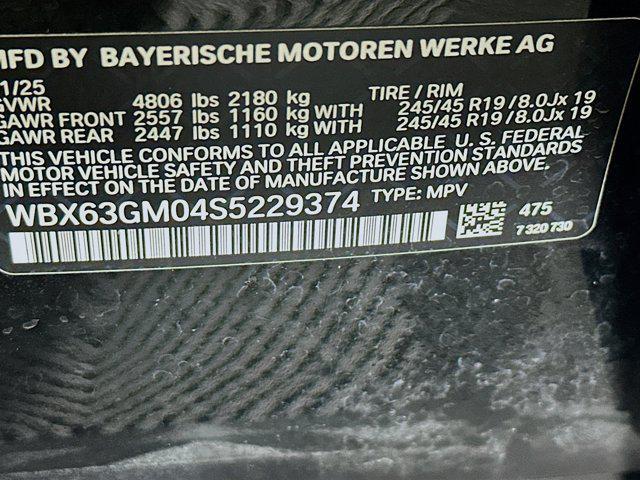 MFD BY BAYERISCHE MOTOREN WERKE AG
1/25
GVWR 4806 lbs 2180 kg TIRE / RIM
GAWR FRONT 2557 lbs 1160 kg WITH 245/45 R19 / 8.0Jx 19
GAWR REAR 2447 lbs 1110 kg WITH 245/45 R19 / 8.0Jx 19
THIS VEHICLE CONFORMS TO ALL APPLICABLE U. S. FEDERAL
MOTOR VEHICLE SAFETY AND THEFT PREVENTION STANDARDS
IN EFFECT ON THE DATE OF MANUFACTURE SHOWN ABOVE.
WBX63GM04S5229374 TYPE: MPV
475
7 320 730